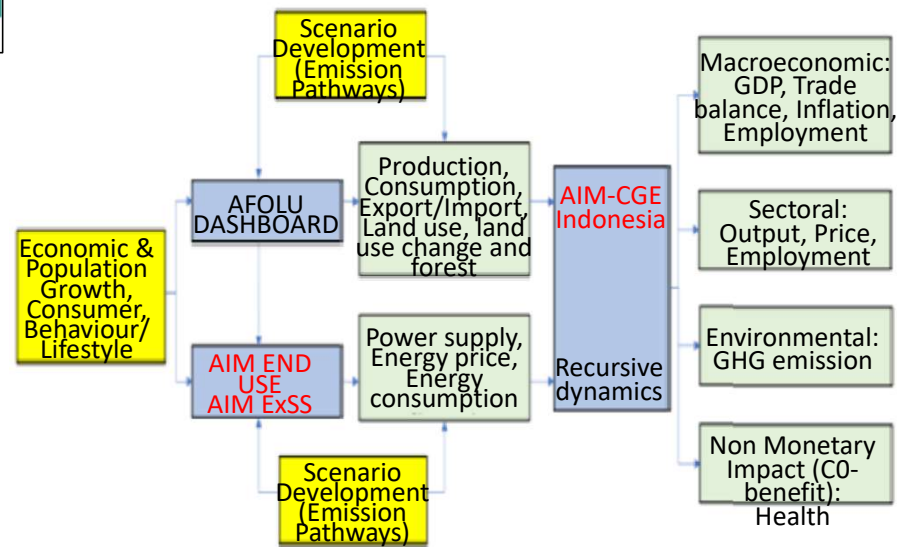 Scenario
Development
(Emission
Pathways)
Economic &
Population
Growth,
Consumer,
Behaviour/
Lifestyle
AFOLU
DASHBOARD
AIM END
USE
AIM ExSS
Production,
Consumption,
Export/Import,
Land use, land
use change and
forest
Power supply,
Energy price,
Energy
consumption
Scenario
Development
(Emission
Pathways)
AIM-CGE
Indonesia
Recursive
dynamics
Macroeconomic:
GDP, Trade
balance, Inflation,
Employment
Sectoral:
Output, Price,
Employment
Environmental:
GHG emission
Non Monetary
Impact (C0-
benefit):
Health